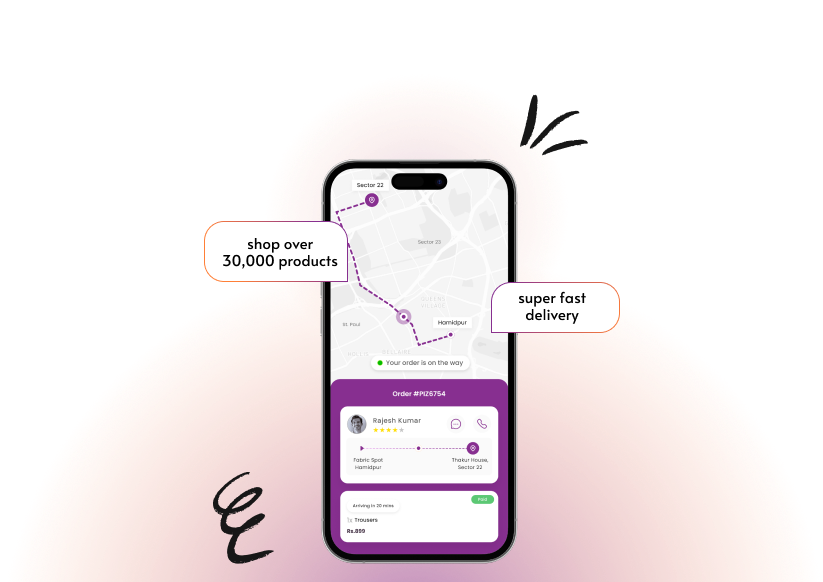 Sector 22
shop over
30,000 products
Sector 23
super fast
delivery
QUEENS
Hamidpur
St. Paul
Your order is on the way
Order #PIZ6754
Rajesh Kumar
Fabric Spot
Hamidpur
Thakur House,
Sector 22
Paid
Arriving in 20 mins
Trousers
Rs.899